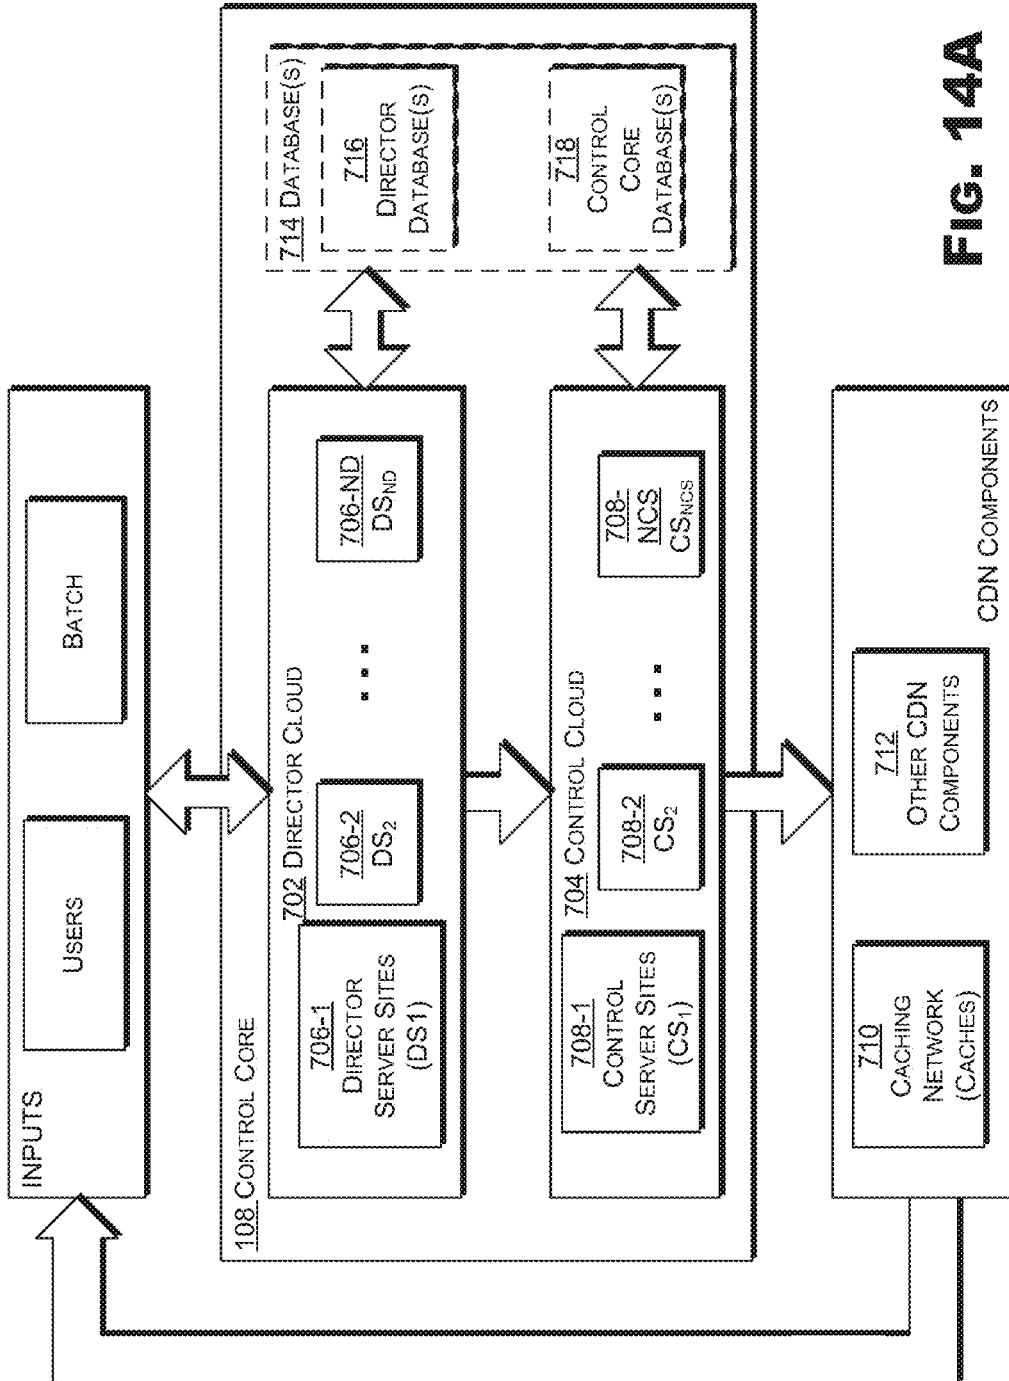 INPUTS
USERS
BATCH
108 CONTROL CORE
702 DIRECTOR CLOUD
706-1
DIRECTOR
SERVER SITES
(DS1)
706-2
DS2
...
706-ND
DSND
704 CONTROL CLOUD
708-1
CONTROL
SERVER SITES
(CS1)
708-2
CS2
...
708-
NCS
CSNCS
714 DATABASE(S)
716
DIRECTOR
DATABASE(S)
718
CONTROL
CORE
DATABASE(S)
710
CACHING
NETWORK
(CACHES)
712
OTHER CDN
COMPONENTS
CDN COMPONENTS
FIG. 14A